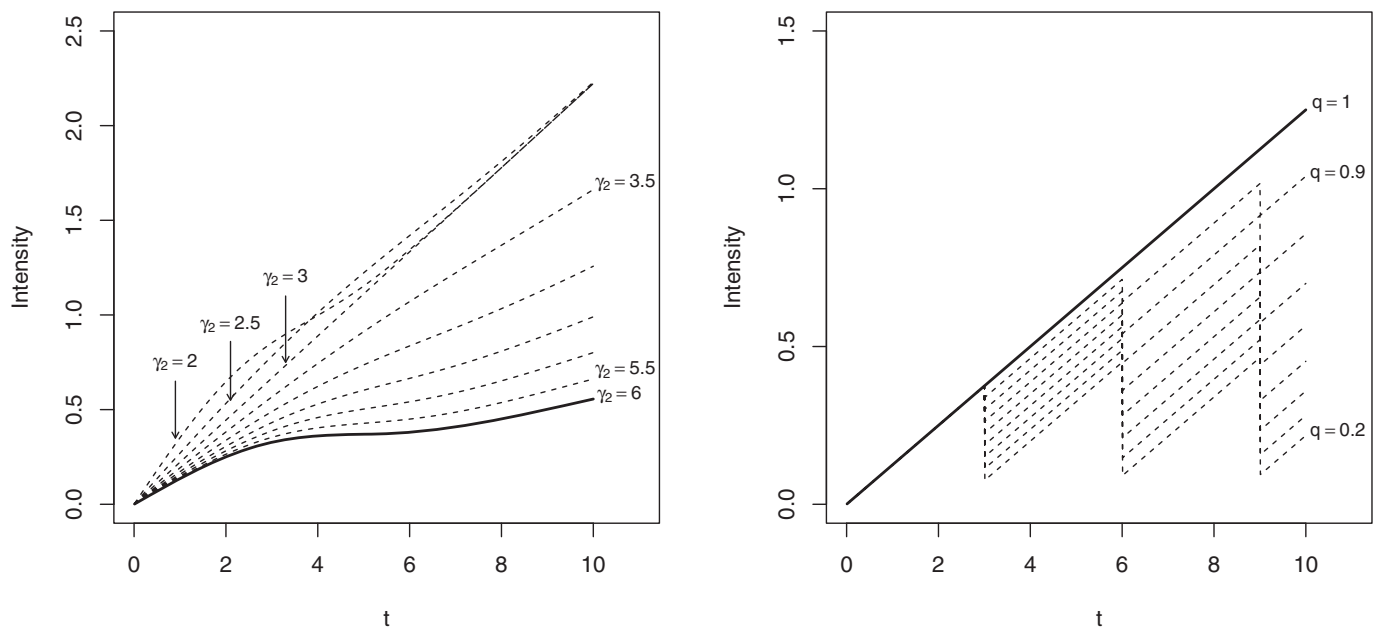 2.5
2.0
1.5
1.0
0.5
0.0
Intensity
γ₂ = 2
γ₂ = 2.5
γ₂ = 3
γ₂ = 3.5
γ₂ = 5.5
γ₂ = 6
0 2 4 6 8 10
t
1.5
1.0
0.5
0.0
Intensity
q = 1
q = 0.9
q = 0.2
0 2 4 6 8 10
t